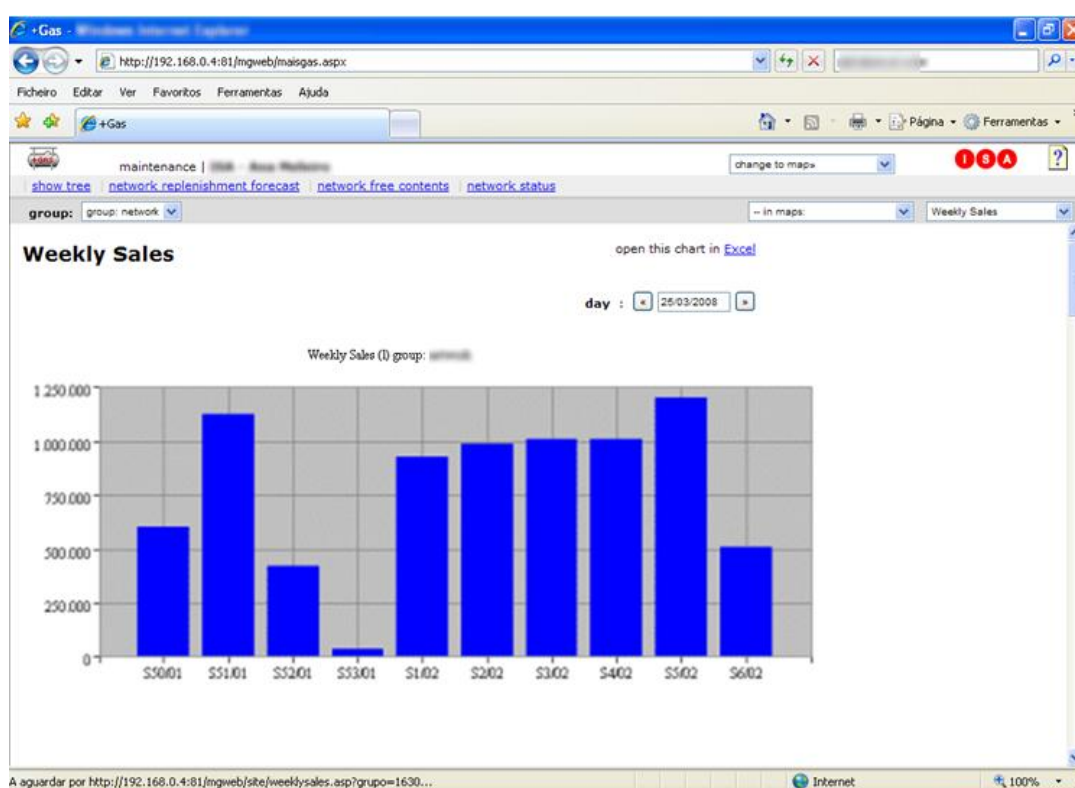 +Gas -
http://192.168.0.4:81/mgweb/maisgas.aspx
Ficheiro Editar Ver Favoritos Ferramentas Ajuda
+Gas
Página Ferramentas
+GAS
maintenance |
change to map»
ISA
?
show tree network replenishment forecast network free contents network status
group: group: network
-- in maps:
Weekly Sales
Weekly Sales
open this chart in Excel
day : « 25/03/2008 »
Weekly Sales (l) group:
1 250.000
1 000.000
750.000
500.000
250.000
0
S50/01 S51/01 S52/01 S53/01 S1/02 S2/02 S3/02 S4/02 S5/02 S6/02
A aguardar por http://192.168.0.4:81/mgweb/site/weeklysales.asp?grupo=1630...
Internet
100%